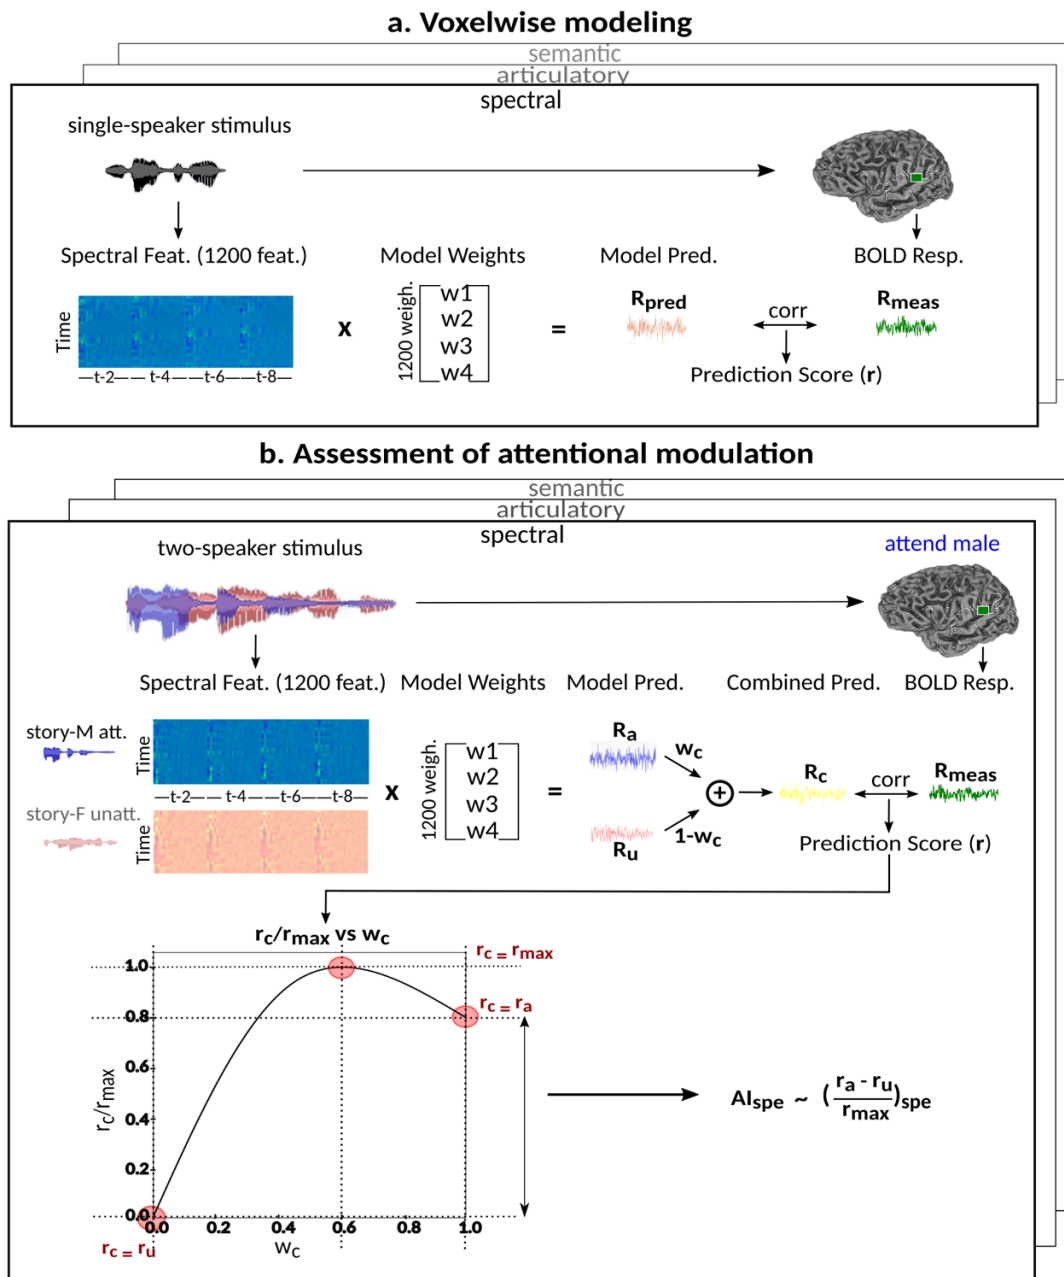 a. Voxelwise modeling
semantic
articulatory
spectral
single-speaker stimulus
Spectral Feat. (1200 feat.) Model Weights Model Pred. BOLD Resp.
Time
—t-2— —t-4— —t-6— —t-8—
x
1200 weigh.
w1
w2
w3
w4
=
Rpred
corr
Rmeas
Prediction Score (r)
b. Assessment of attentional modulation
semantic
articulatory
spectral
two-speaker stimulus
attend male
Spectral Feat. (1200 feat.) Model Weights Model Pred. Combined Pred. BOLD Resp.
story-M att.
Time
—t-2— —t-4— —t-6— —t-8—
story-F unatt.
Time
x
1200 weigh.
w1
w2
w3
w4
=
Ra
wc
Ru
1-wc
+
Rc
corr
Rmeas
Prediction Score (r)
rc/rmax vs wc
rc = rmax
rc = ra
1.0
0.8
0.6
0.4
0.2
0.0
rc/rmax
0.0 0.2 0.4 0.6 0.8 1.0
rc = ru
wc
AIspe ~ (ra - ru / rmax)spe